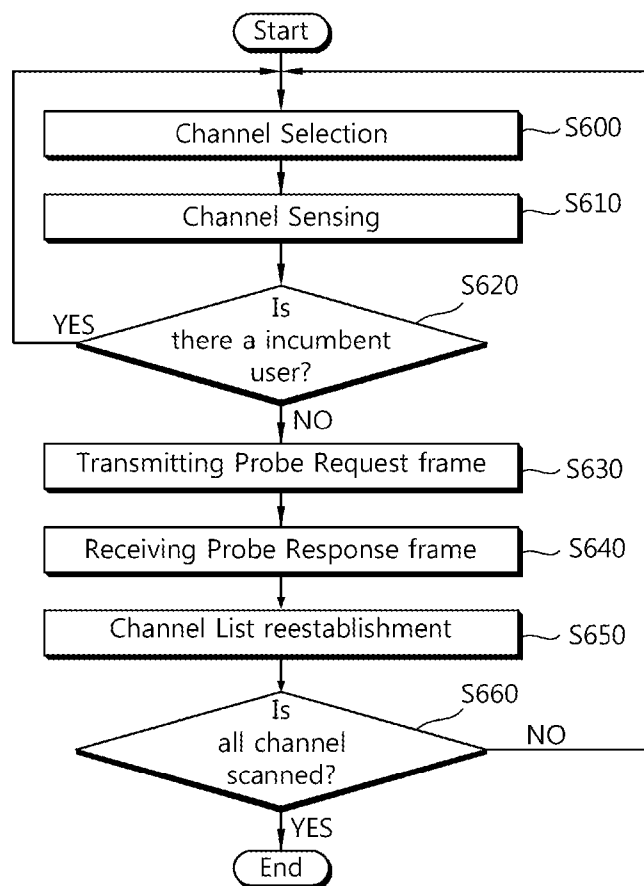 Start
Channel Selection
S600
Channel Sensing
S610
S620
Is
there a incumbent
user?
YES
NO
Transmitting Probe Request frame
S630
Receiving Probe Response frame
S640
Channel List reestablishment
S650
S660
Is
all channel
scanned?
NO
YES
End